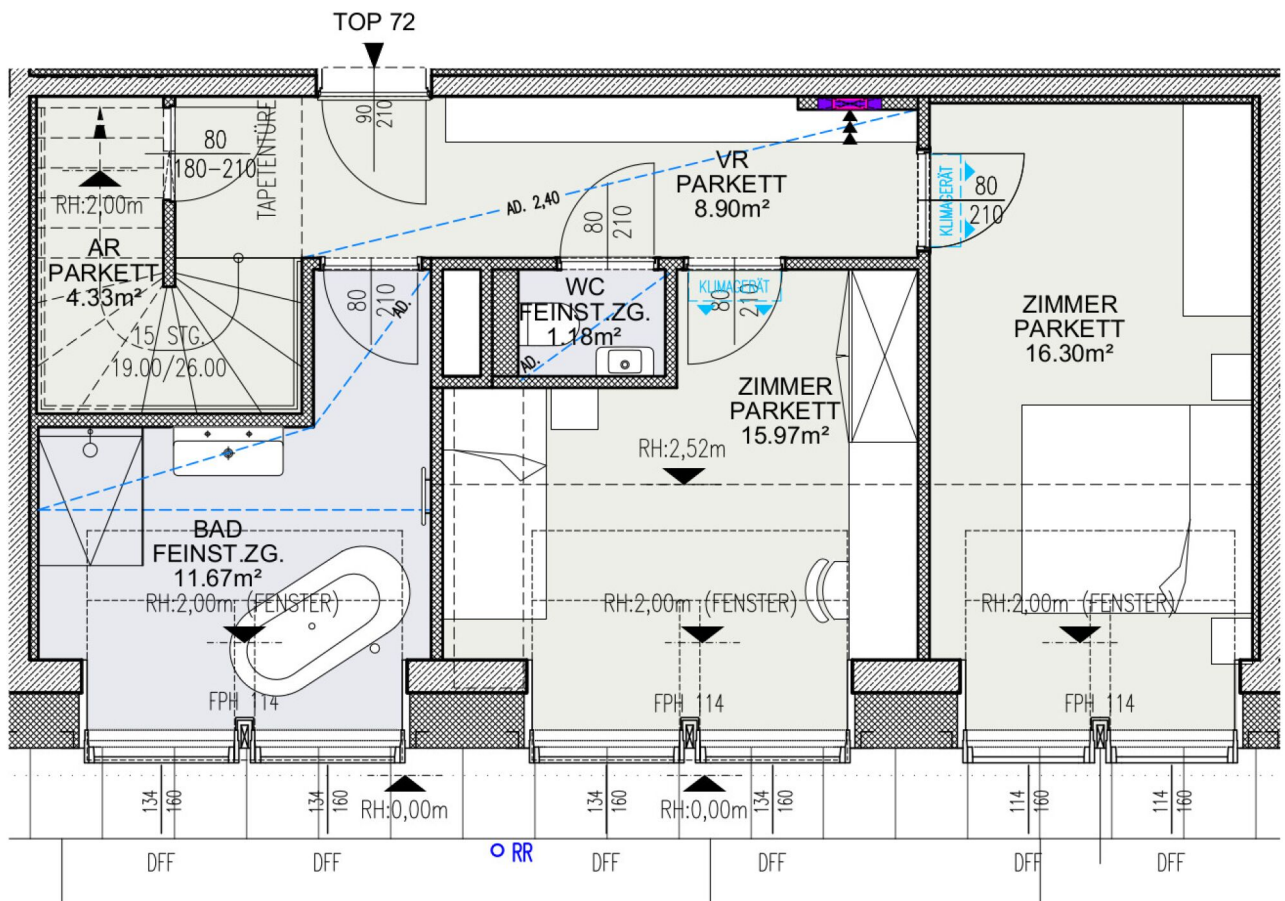 TOP 72
80
180-210
TAPETENTÜRE
90
210
RH:2,00m
AR
PARKETT
4.33m²
15 STG.
19.00/26.00
VR
PARKETT
8.90m²
AD. 2,40
80
210
KLIMAGERÄT
80
210
80
210
AD.
WC
FEINST.ZG.
1.18m²
AD.
KLIMAGERÄT
80
210
ZIMMER
PARKETT
16.30m²
ZIMMER
PARKETT
15.97m²
RH:2,52m
BAD
FEINST.ZG.
11.67m²
RH:2,00m (FENSTER)
RH:2,00m (FENSTER)
RH:2,00m (FENSTER)
FPH 114
FPH 114
FPH 114
134
160
134
160
RH:0,00m
134
160
RH:0,00m
134
160
114
160
114
160
DFF
DFF
RR
DFF
DFF
DFF
DFF